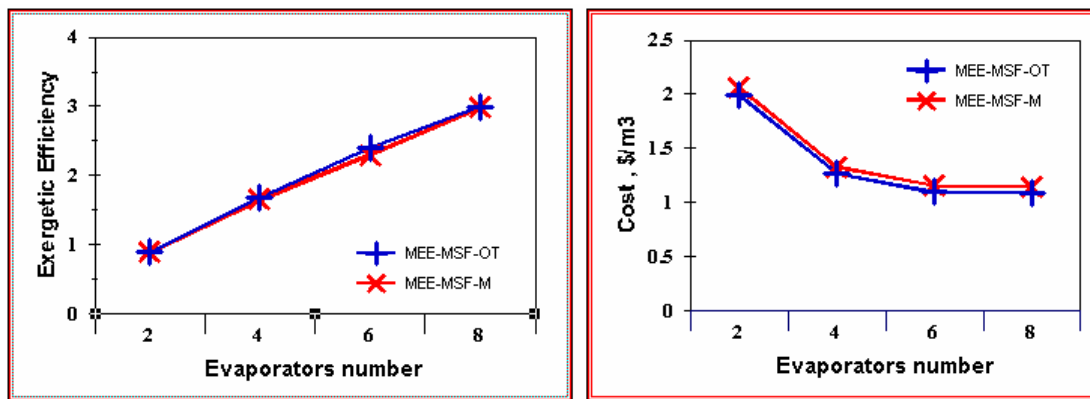 4
3
2
1
0
Exergetic Efficiency
MEE-MSF-OT
MEE-MSF-M
2 4 6 8
Evaporators number
2.5
2
1.5
1
0.5
0
Cost , $/m3
MEE-MSF-OT
MEE-MSF-M
2 4 6 8
Evaporators number